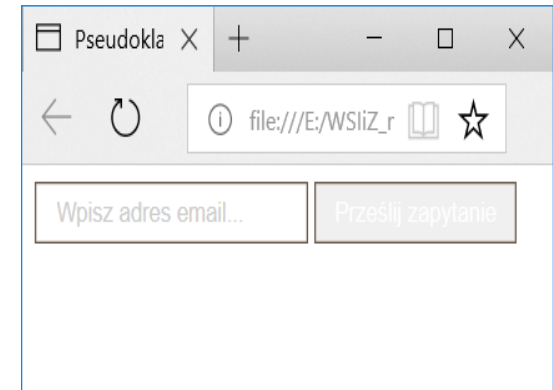 Pseudokla
file:///E:/WSIiZ_r
Wpisz adres email...
Prześlij zapytanie